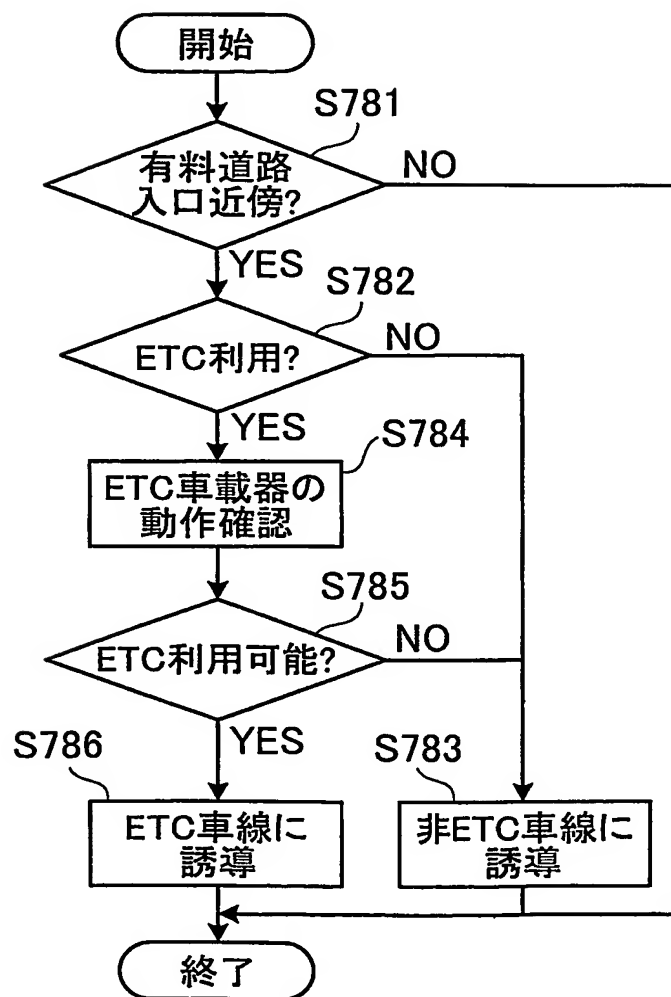 開始
S781
有料道路
入口近傍?
NO
YES
S782
ETC利用?
NO
YES
S784
ETC車載器の
動作確認
S785
ETC利用可能?
NO
YES
S786
S783
ETC車線に
誘導
非ETC車線に
誘導
終了